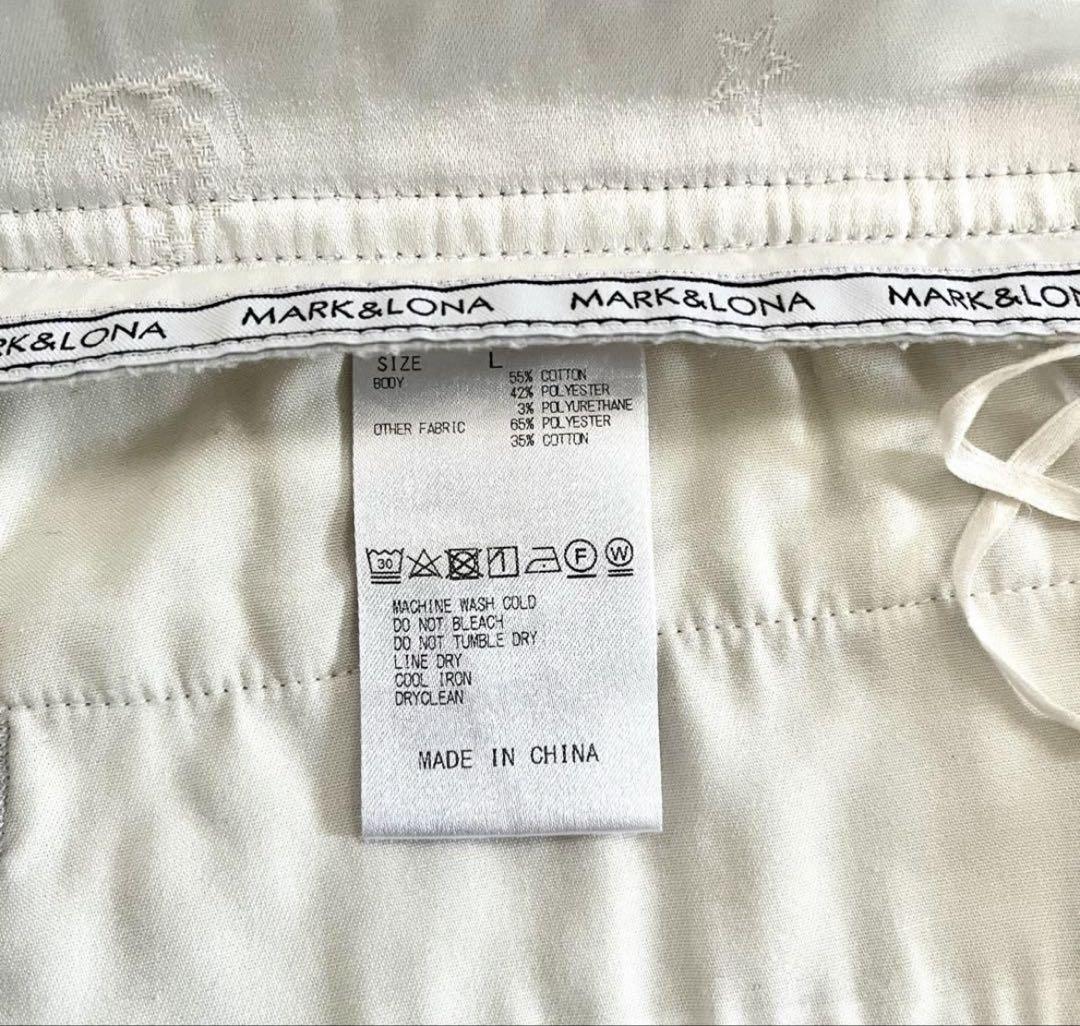 RK&LONA MARK&LONA MARK&LONA MARK&LON
SIZE L
BODY 55% COTTON
42% POLYESTER
3% POLYURETHANE
OTHER FABRIC 65% POLYESTER
35% COTTON
30 F W
MACHINE WASH COLD
DO NOT BLEACH
DO NOT TUMBLE DRY
LINE DRY
COOL IRON
DRYCLEAN
MADE IN CHINA